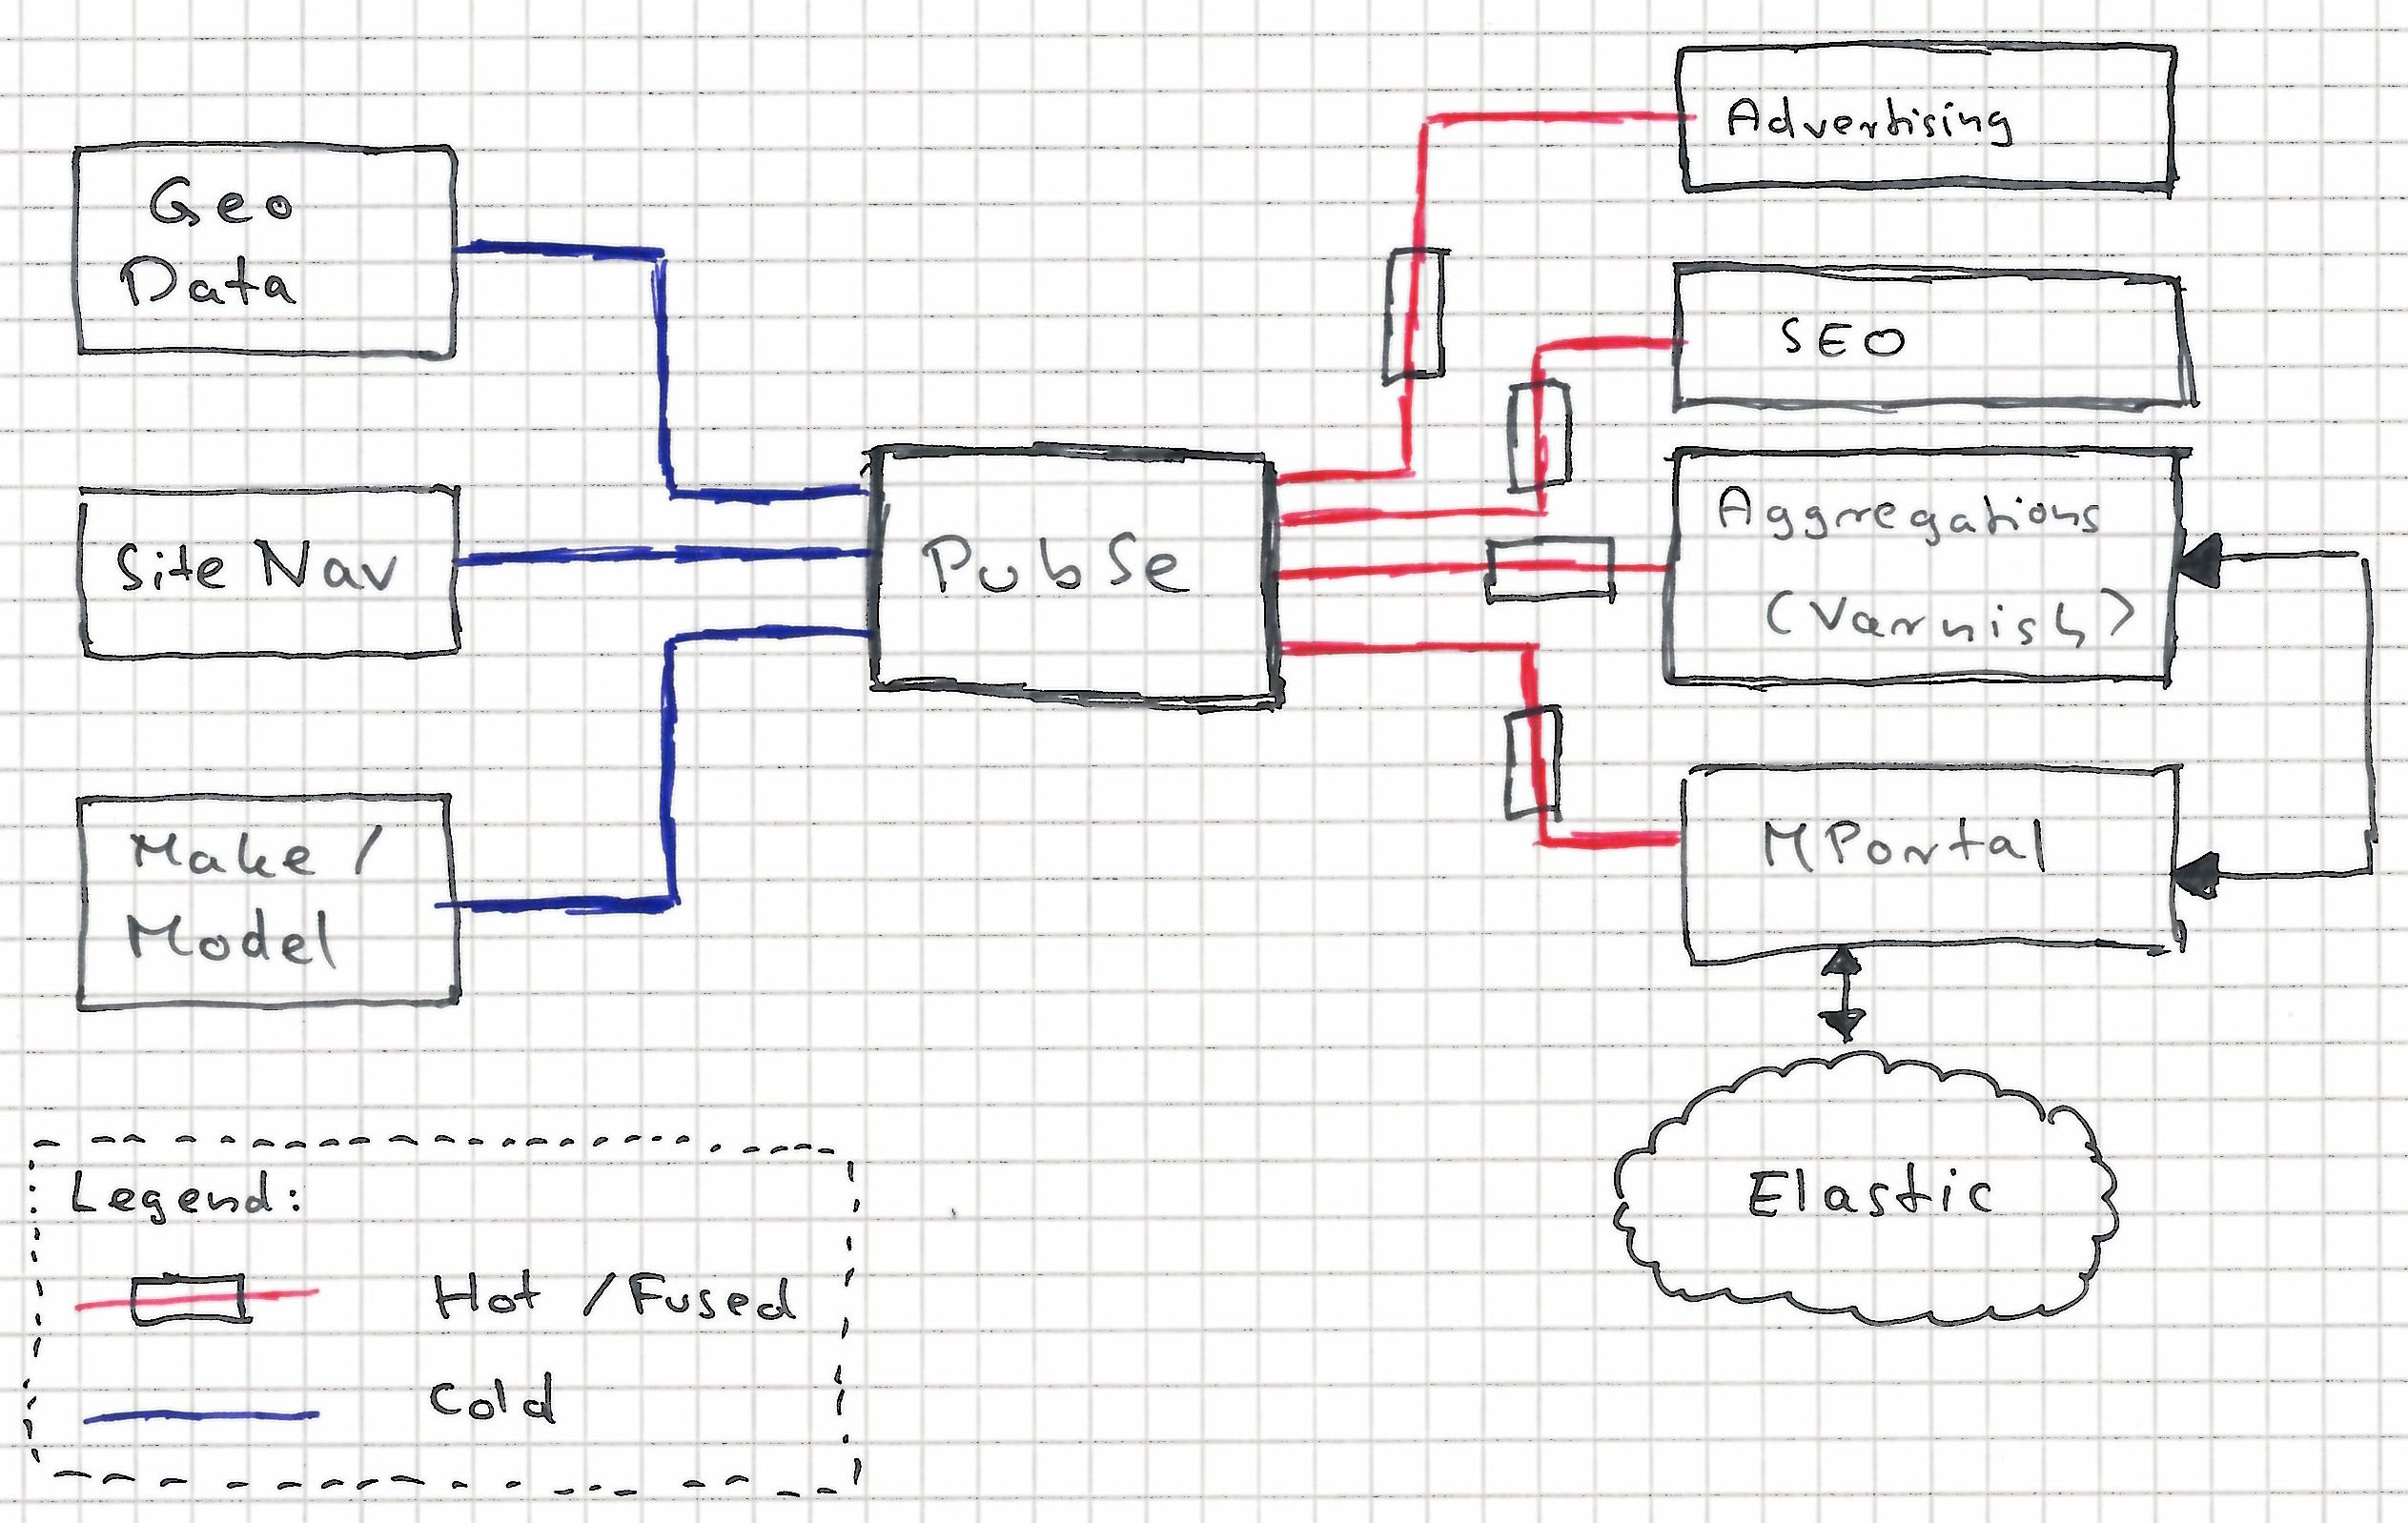 Advertising
Geo
Data
SEO
Aggregations
(Varnish)
Site Nav
PubSe
Make /
Model
MPortal
Elastic
Legend:
Hot / Fused
Cold